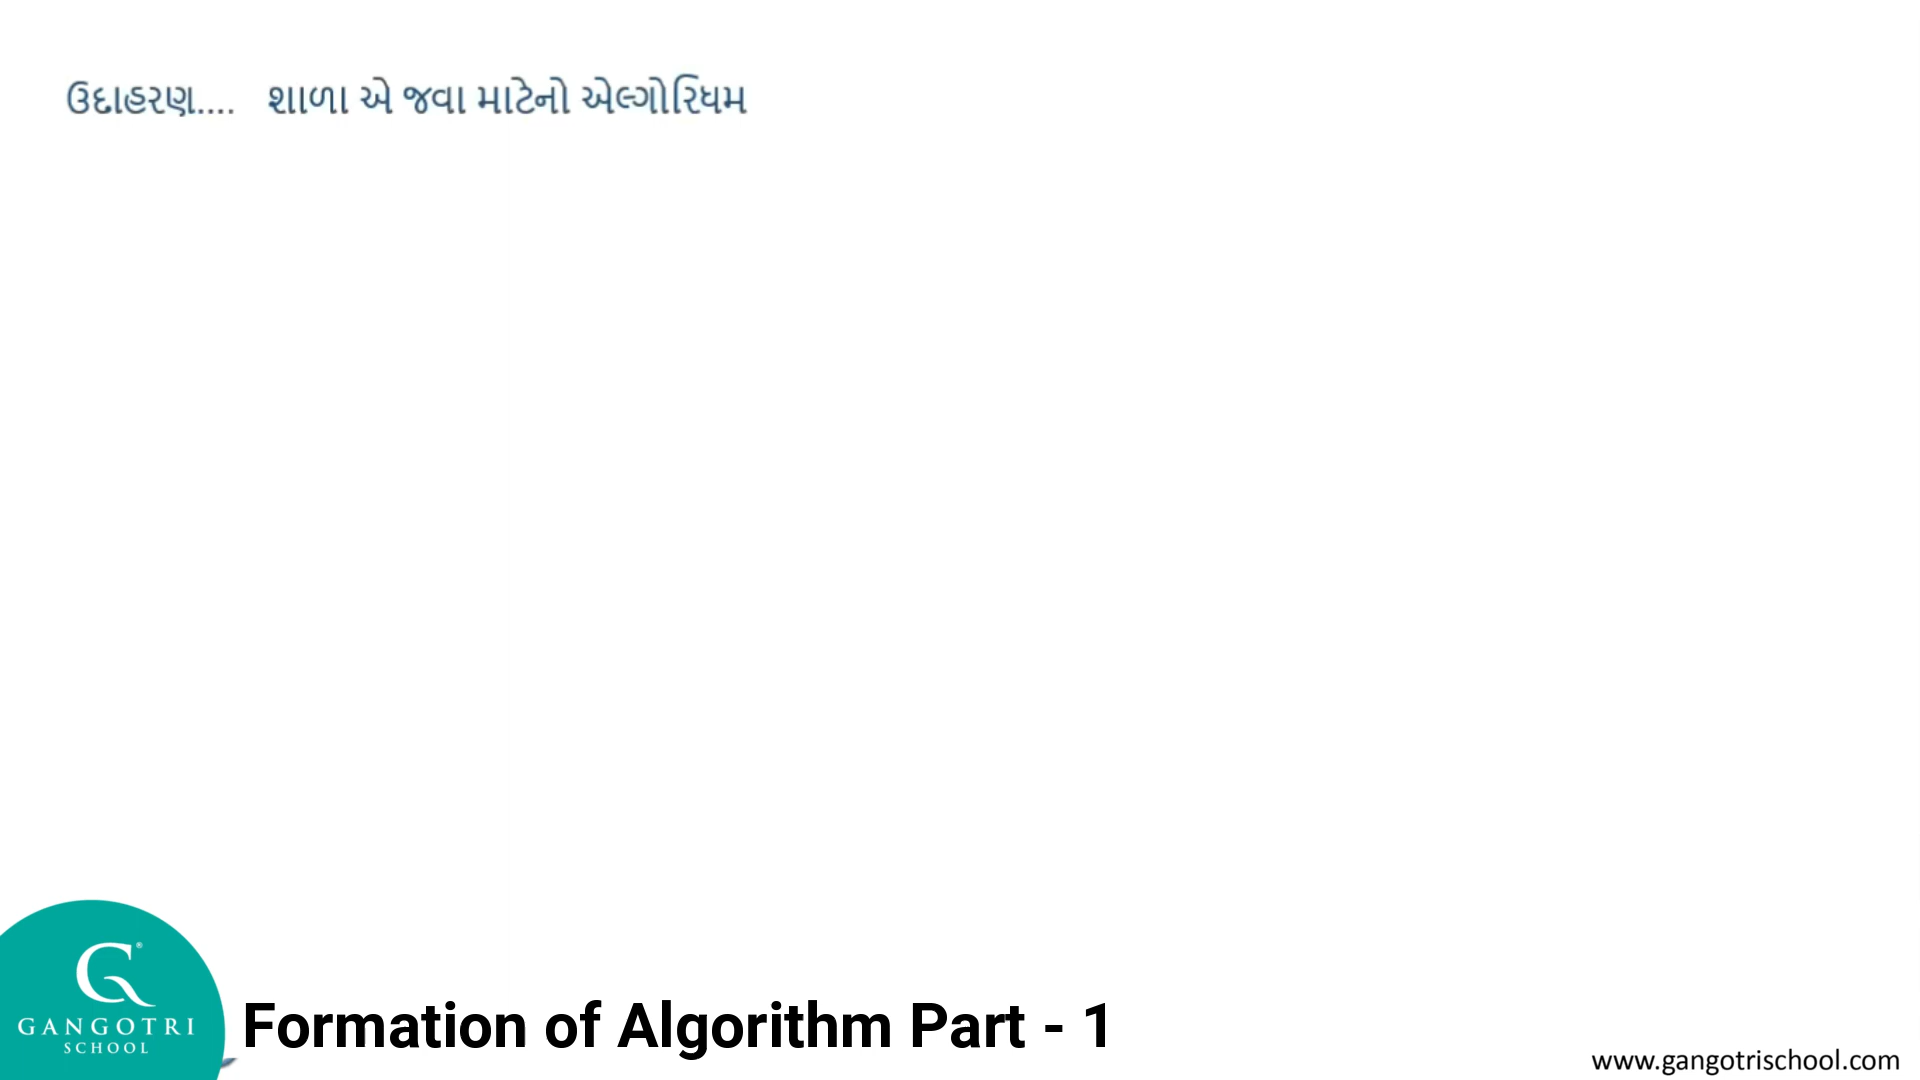 ઉદાહરણ.... શાળા એ જવા માટેનો એલ્ગોરિધમ
G®
GANGOTRI
SCHOOL
Formation of Algorithm Part - 1
www.gangotrischool.com